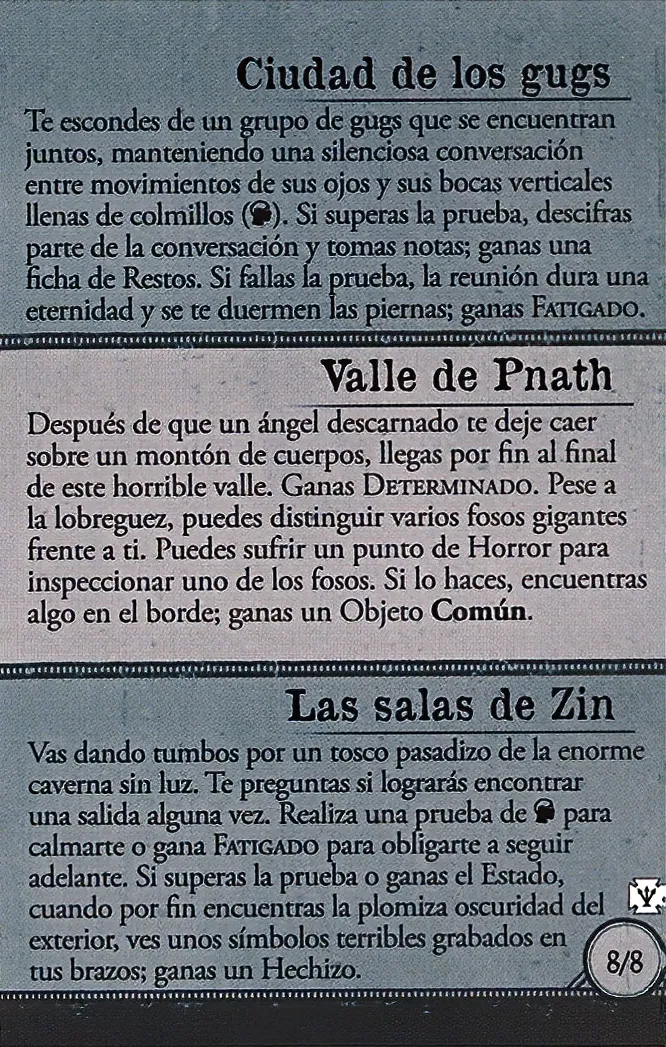 Ciudad de los gugs
Te escondes de un grupo de gugs que se encuentran
juntos, manteniendo una silenciosa conversación
entre movimientos de sus ojos y sus bocas verticales
llenas de colmillos (). Si superas la prueba, descifras
parte de la conversación y tomas notas; ganas una
ficha de Restos. Si fallas la prueba, la reunión dura una
eternidad y se te duermen las piernas; ganas FATIGADO.
Valle de Pnath
Después de que un ángel descarnado te deje caer
sobre un montón de cuerpos, llegas por fin al final
de este horrible valle. Ganas DETERMINADO. Pese a
la lobreguez, puedes distinguir varios fosos gigantes
frente a ti. Puedes sufrir un punto de Horror para
inspeccionar uno de los fosos. Si lo haces, encuentras
algo en el borde; ganas un Objeto Común.
Las salas de Zin
Vas dando tumbos por un tosco pasadizo de la enorme
caverna sin luz. Te preguntas si lograrás encontrar
una salida alguna vez. Realiza una prueba de para
calmarte o gana FATIGADO para obligarte a seguir
adelante. Si superas la prueba o ganas el Estado,
cuando por fin encuentras la plomiza oscuridad del
exterior, ves unos símbolos terribles grabados en
tus brazos; ganas un Hechizo.
8/8